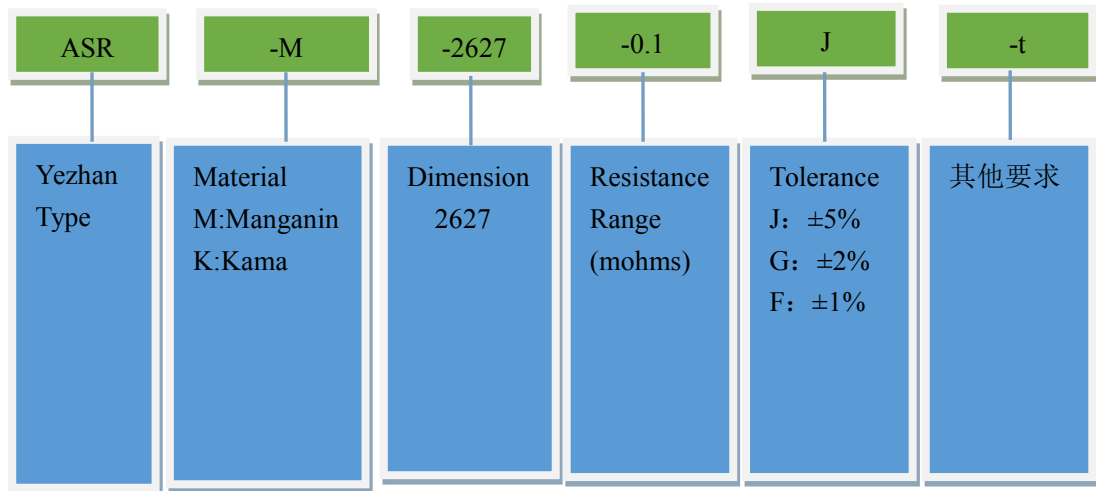 ASR
-M
-2627
-0.1
J
-t
Yezhan
Type
Material
M:Manganin
K:Kama
Dimension
2627
Resistance
Range
(mohms)
Tolerance
J：±5%
G：±2%
F：±1%
其他要求